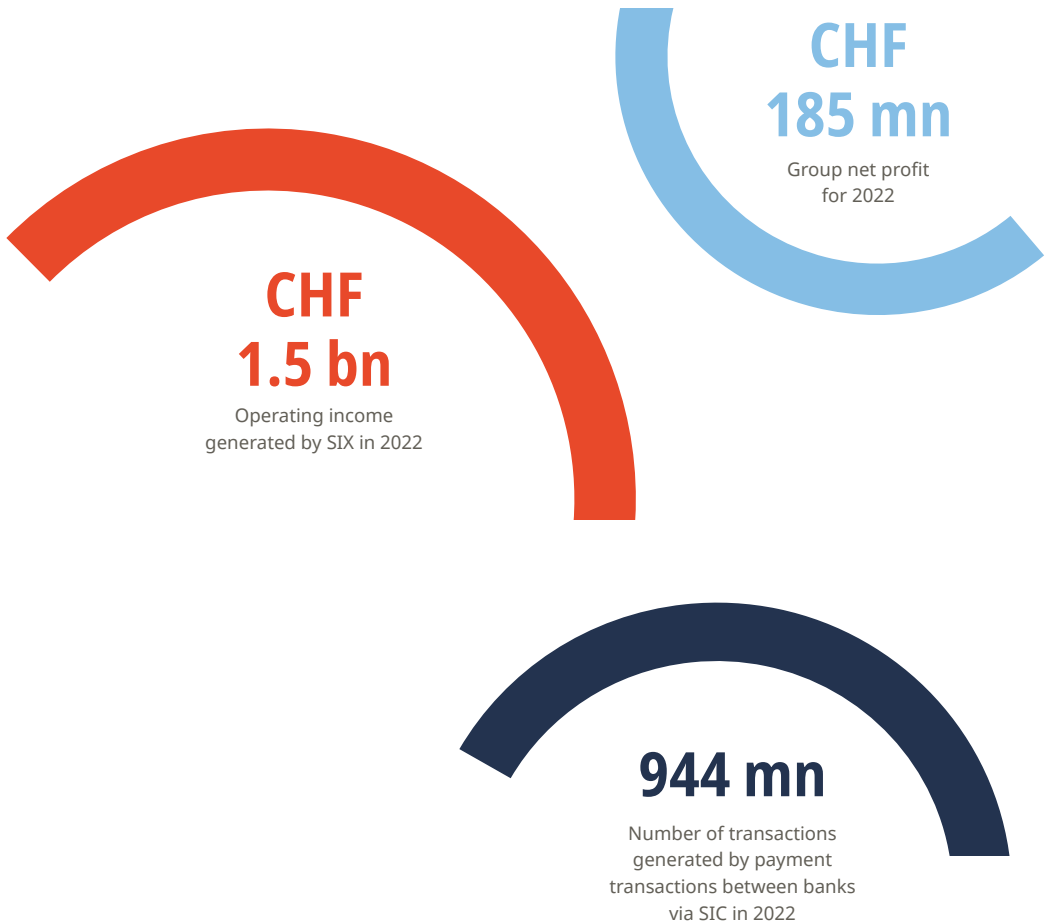 CHF
185 mn
Group net profit
for 2022
CHF
1.5 bn
Operating income
generated by SIX in 2022
944 mn
Number of transactions
generated by payment
transactions between banks
via SIC in 2022